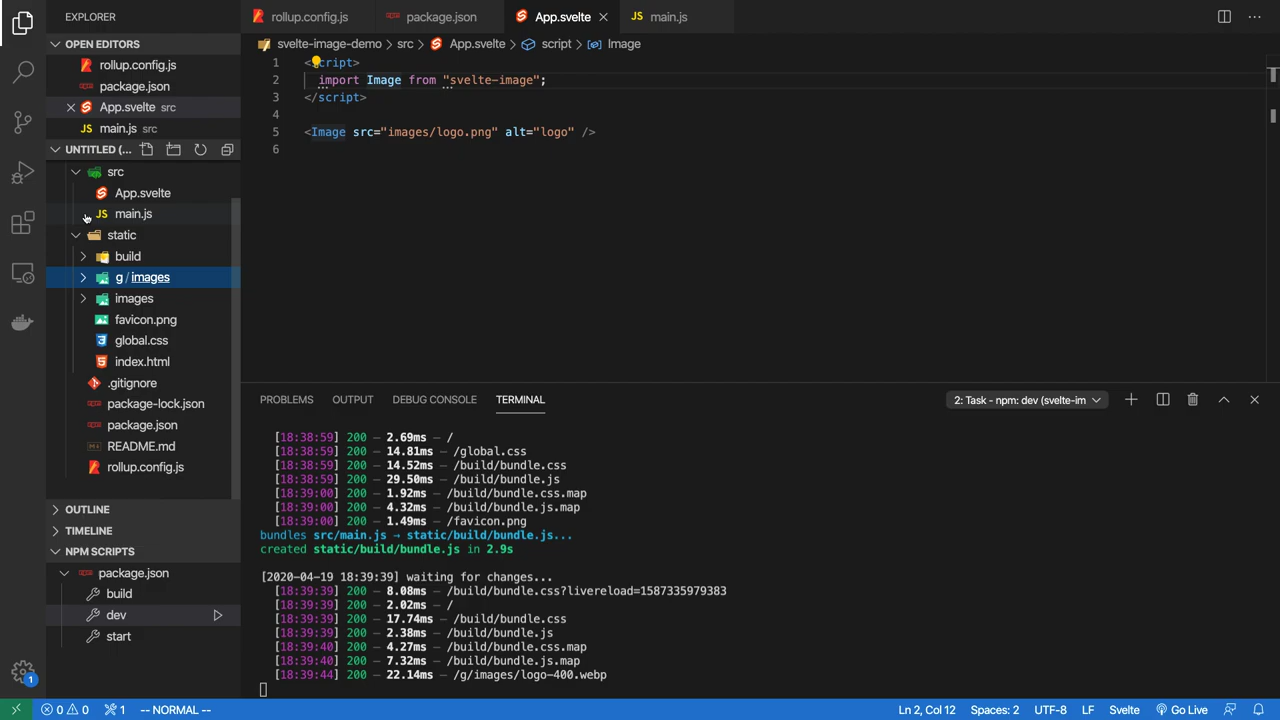 EXPLORER
OPEN EDITORS
rollup.config.js
package.json
App.svelte src
JS main.js src
UNTITLED (...
src
App.svelte
JS main.js
static
build
g / images
images
favicon.png
global.css
index.html
.gitignore
package-lock.json
package.json
README.md
rollup.config.js
OUTLINE
TIMELINE
NPM SCRIPTS
package.json
build
dev
start
rollup.config.js package.json App.svelte JS main.js
svelte-image-demo > src > App.svelte > script > Image
1 <script>
2 import Image from "svelte-image";
3 </script>
4
5 <Image src="images/logo.png" alt="logo" />
6
PROBLEMS OUTPUT DEBUG CONSOLE TERMINAL 2: Task - npm: dev (svelte-im
[18:38:59] 200 — 2.69ms — /
[18:38:59] 200 — 14.81ms — /global.css
[18:38:59] 200 — 14.52ms — /build/bundle.css
[18:38:59] 200 — 29.50ms — /build/bundle.js
[18:39:00] 200 — 1.92ms — /build/bundle.css.map
[18:39:00] 200 — 4.32ms — /build/bundle.js.map
[18:39:00] 200 — 1.49ms — /favicon.png
bundles src/main.js → static/build/bundle.js...
created static/build/bundle.js in 2.9s
[2020-04-19 18:39:39] waiting for changes...
[18:39:39] 200 — 8.08ms — /build/bundle.css?livereload=1587335979383
[18:39:39] 200 — 2.02ms — /
[18:39:39] 200 — 17.74ms — /build/bundle.css
[18:39:39] 200 — 2.38ms — /build/bundle.js
[18:39:40] 200 — 4.27ms — /build/bundle.css.map
[18:39:40] 200 — 7.32ms — /build/bundle.js.map
[18:39:44] 200 — 22.14ms — /g/images/logo-400.webp
1
0 0 1 -- NORMAL -- Ln 2, Col 12 Spaces: 2 UTF-8 LF Svelte Go Live